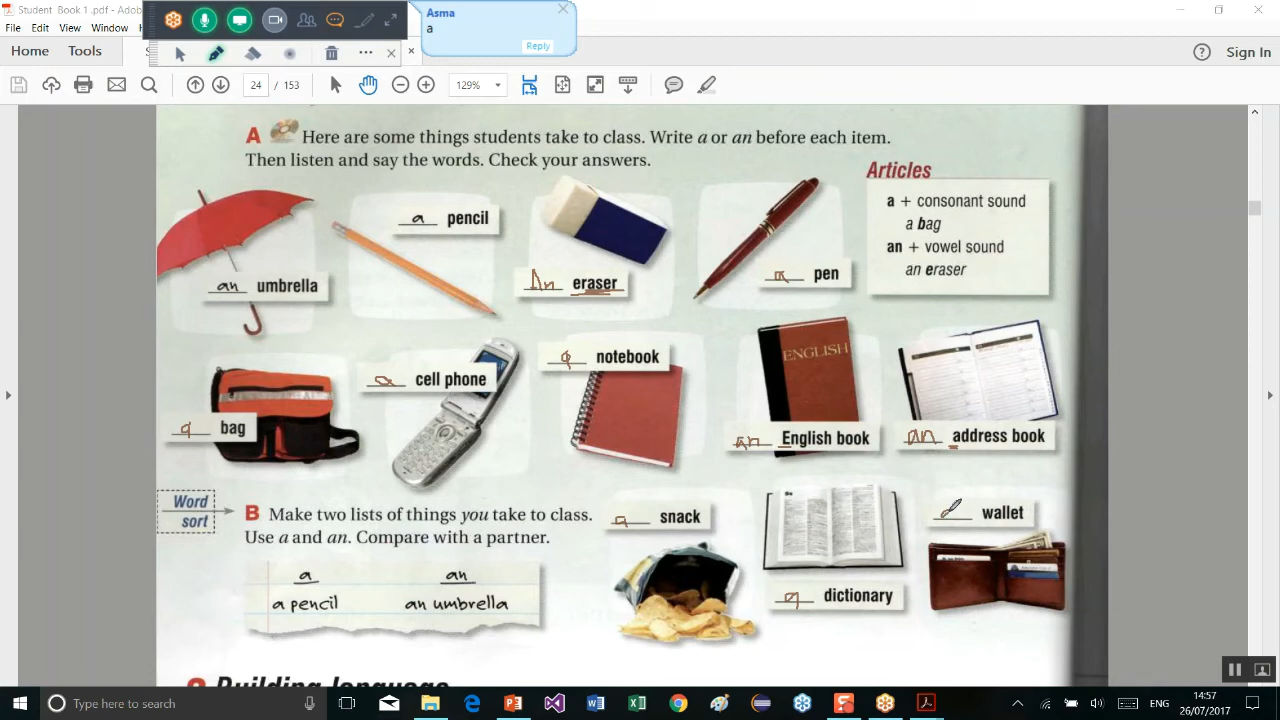 Student Book 1 .pdf - Adob
File Edit View Window
Asma
a
Reply
Home Tools
Sign In
24 / 153
129%
A Here are some things students take to class. Write a or an before each item.
Then listen and say the words. Check your answers.
Articles
a + consonant sound
a bag
an + vowel sound
an eraser
an umbrella
a pencil
An eraser
a pen
a bag
a cell phone
a notebook
ENGLISH
an English book
an address book
Word
sort
B Make two lists of things you take to class.
Use a and an. Compare with a partner.
a an
a pencil an umbrella
a snack
a dictionary
wallet
Building language
Type here to search
ENG
14:57
26/07/2017